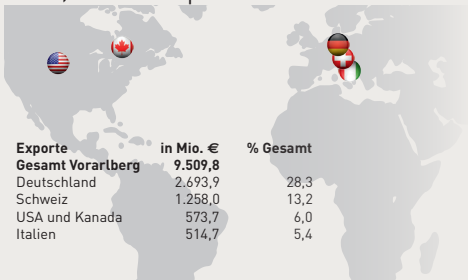 Exporte in Mio. € % Gesamt
Gesamt Vorarlberg 9.509,8
Deutschland 2.693,9 28,3
Schweiz 1.258,0 13,2
USA und Kanada 573,7 6,0
Italien 514,7 5,4